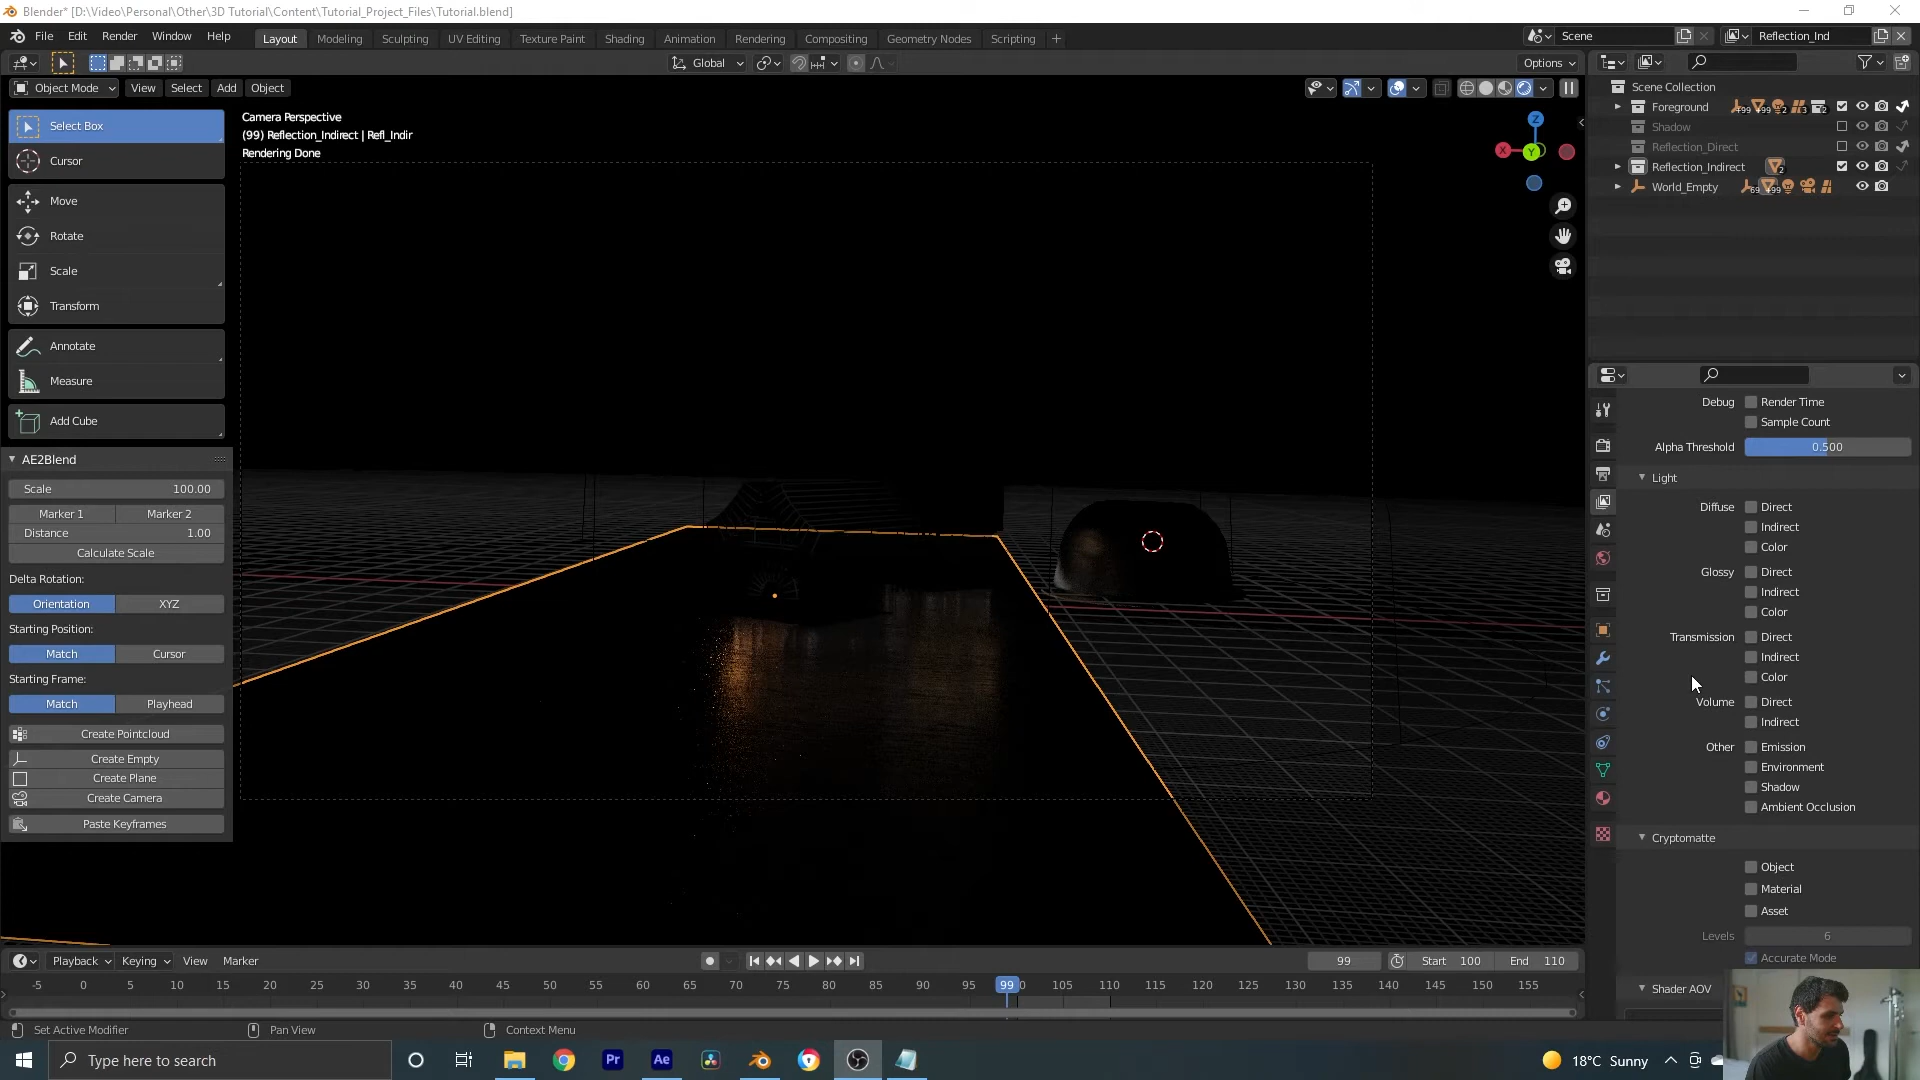 Blender* [D:\Video\Personal\Other\3D Tutorial\Content\Tutorial_Project_Files\Tutorial.blend]
File Edit Render Window Help Layout Modeling Sculpting UV Editing Texture Paint Shading Animation Rendering Compositing Geometry Nodes Scripting Scene Reflection_Ind
Global Options
Object Mode View Select Add Object
Scene Collection
Foreground
Shadow
Reflection_Direct
Reflection_Indirect
World_Empty
Select Box
Cursor
Move
Rotate
Scale
Transform
Annotate
Measure
Add Cube
Camera Perspective
(99) Reflection_Indirect | Refl_Indir
Rendering Done
Z
X
Y
AE2Blend
Scale 100.00
Marker 1 Marker 2
Distance 1.00
Calculate Scale
Delta Rotation:
Orientation XYZ
Starting Position:
Match Cursor
Starting Frame:
Match Playhead
Create Pointcloud
Create Empty
Create Plane
Create Camera
Paste Keyframes
Debug Render Time
Sample Count
Alpha Threshold 0.500
Light
Diffuse Direct
Indirect
Color
Glossy Direct
Indirect
Color
Transmission Direct
Indirect
Color
Volume Direct
Indirect
Other Emission
Environment
Shadow
Ambient Occlusion
Cryptomatte
Object
Material
Asset
Levels 6
Accurate Mode
Shader AOV
Playback Keying View Marker 99 Start 100 End 110
-5 0 5 10 15 20 25 30 35 40 45 50 55 60 65 70 75 80 85 90 95 99 105 110 115 120 125 130 135 140 145 150 155
Set Active Modifier Pan View Context Menu
Type here to search Pr Ae 18°C Sunny